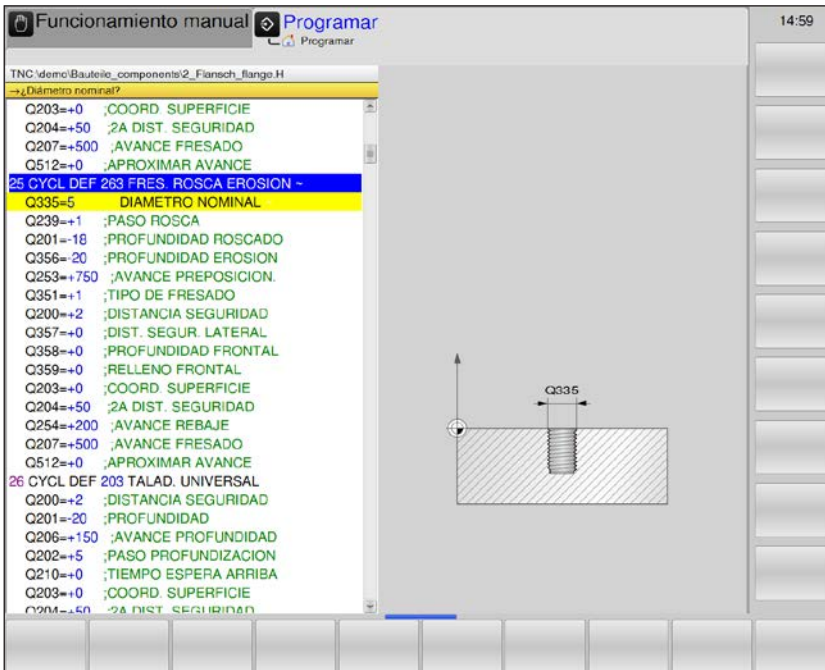 Funcionamiento manual
Programar
Programar
14:59
TNC:\demo\Bauteile_components\2_Flansch_flange.H
→¿Diámetro nominal?
Q203=+0 ;COORD. SUPERFICIE
Q204=+50 ;2A DIST. SEGURIDAD
Q207=+500 ;AVANCE FRESADO
Q512=+0 ;APROXIMAR AVANCE
25 CYCL DEF 263 FRES. ROSCA EROSION ~
Q335=5 DIAMETRO NOMINAL
Q239=+1 ;PASO ROSCA
Q201=-18 ;PROFUNDIDAD ROSCADO
Q356=-20 ;PROFUNDIDAD EROSION
Q253=+750 ;AVANCE PREPOSICION.
Q351=+1 ;TIPO DE FRESADO
Q200=+2 ;DISTANCIA SEGURIDAD
Q357=+0 ;DIST. SEGUR. LATERAL
Q358=+0 ;PROFUNDIDAD FRONTAL
Q359=+0 ;RELLENO FRONTAL
Q203=+0 ;COORD. SUPERFICIE
Q204=+50 ;2A DIST. SEGURIDAD
Q254=+200 ;AVANCE REBAJE
Q207=+500 ;AVANCE FRESADO
Q512=+0 ;APROXIMAR AVANCE
26 CYCL DEF 203 TALAD. UNIVERSAL
Q200=+2 ;DISTANCIA SEGURIDAD
Q201=-20 ;PROFUNDIDAD
Q206=+150 ;AVANCE PROFUNDIDAD
Q202=+5 ;PASO PROFUNDIZACION
Q210=+0 ;TIEMPO ESPERA ARRIBA
Q203=+0 ;COORD. SUPERFICIE
Q204=+50 ;2A DIST. SEGURIDAD
Q335